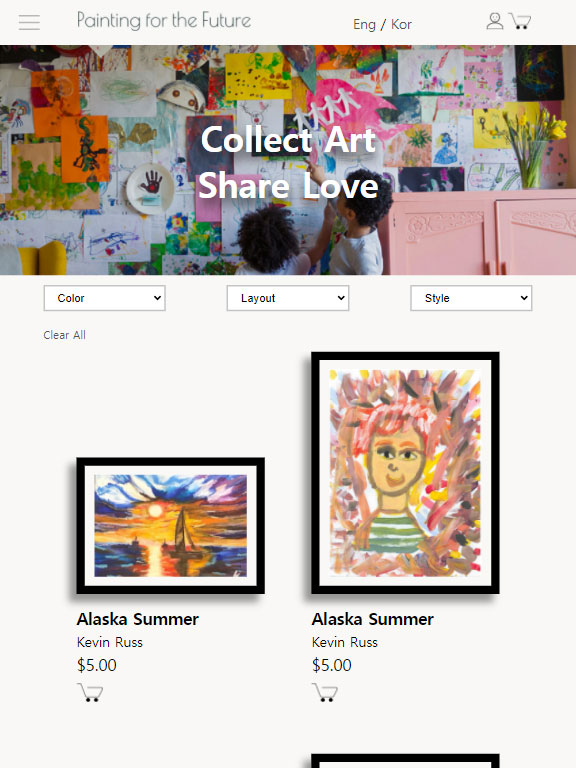 Painting for the Future
Eng / Kor
Collect Art
Share Love
Color
Layout
Style
Clear All
Alaska Summer
Kevin Russ
$5.00
Alaska Summer
Kevin Russ
$5.00